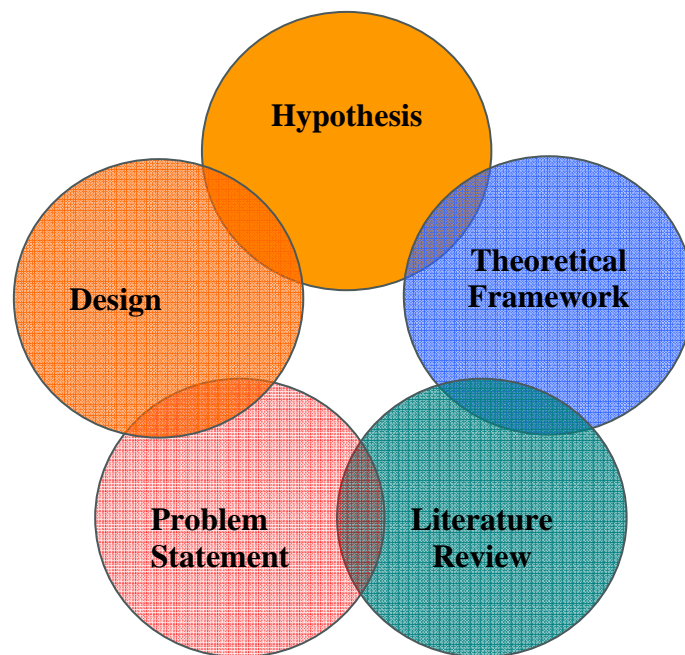 Hypothesis
Theoretical
Framework
Design
Problem
Statement
Literature
Review